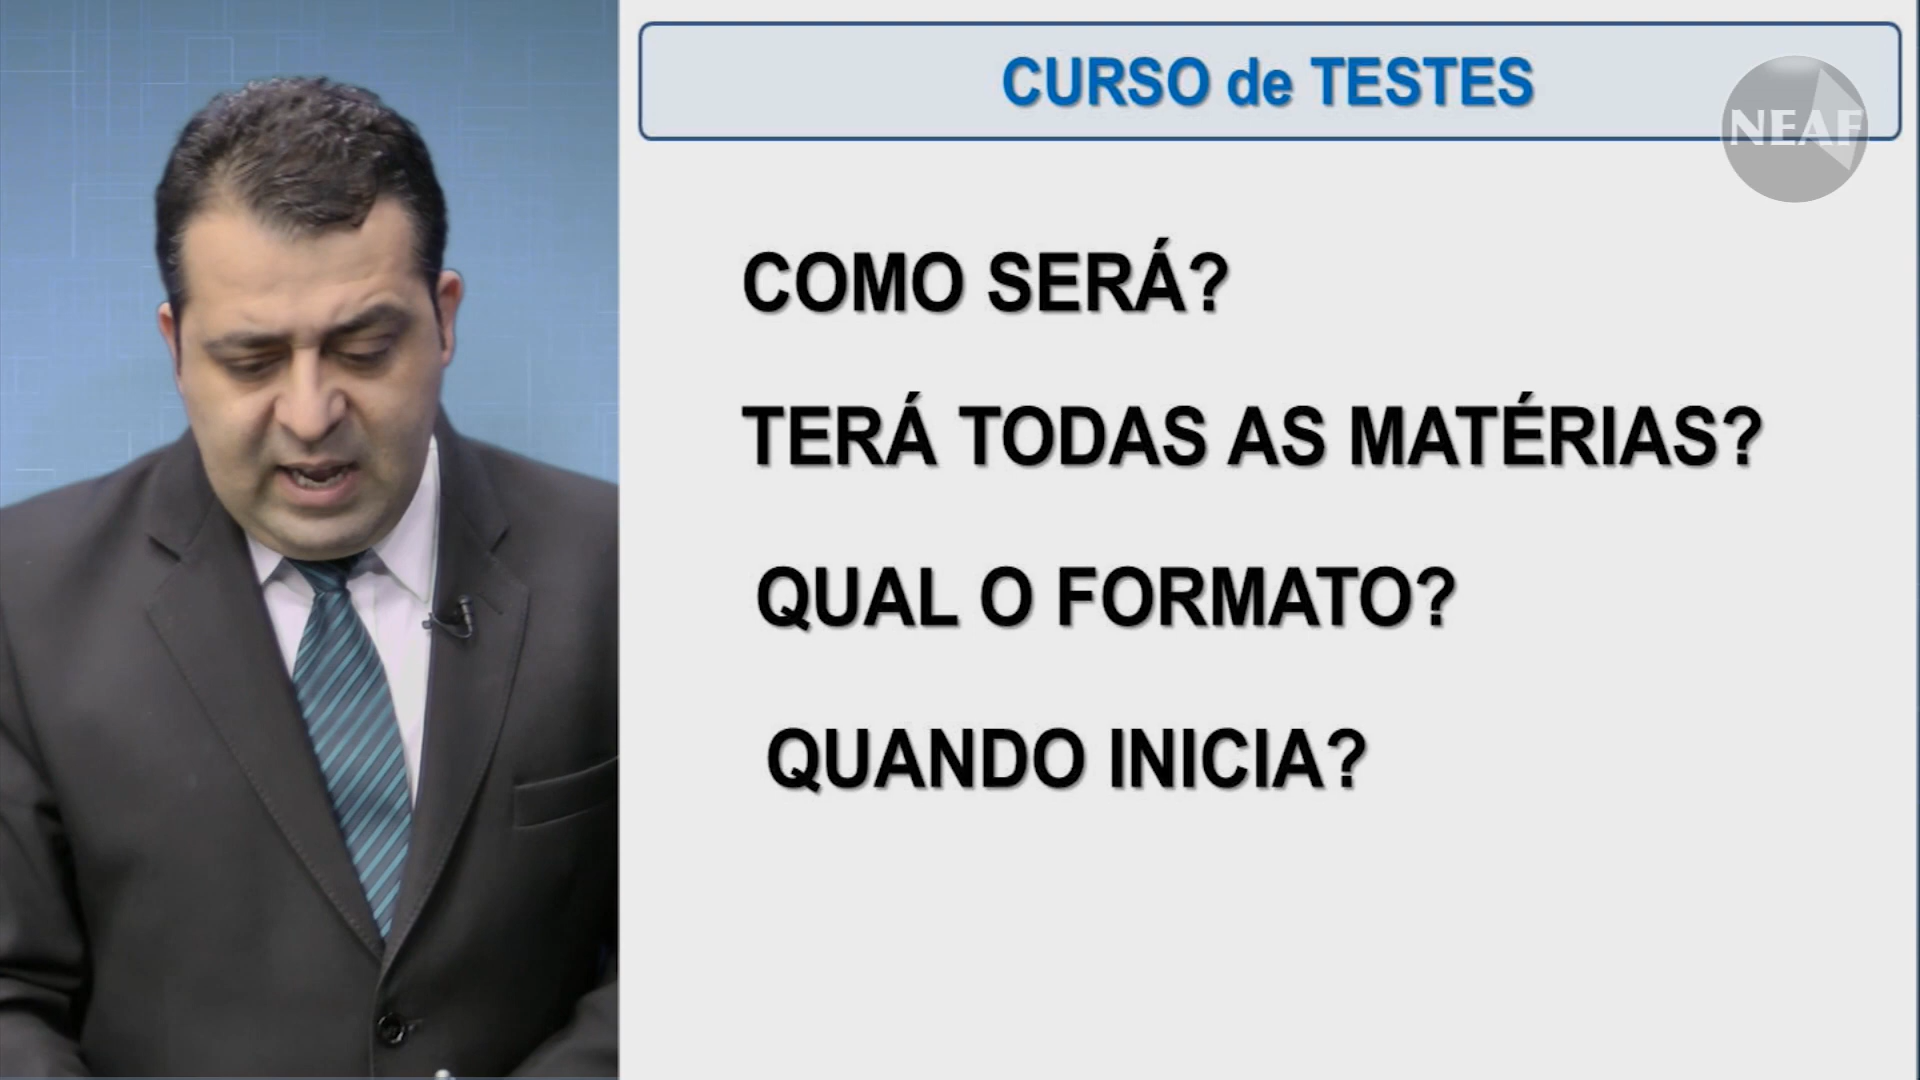 CURSO de TESTES
NEAF
COMO SERÁ?
TERÁ TODAS AS MATÉRIAS?
QUAL O FORMATO?
QUANDO INICIA?